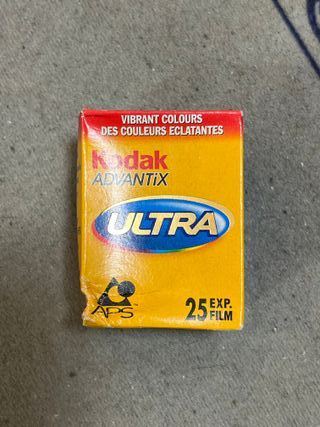 VIBRANT COLOURS
DES COULEURS ECLATANTES
Kodak
ADVANTiX
ULTRA
APS
25 EXP. FILM